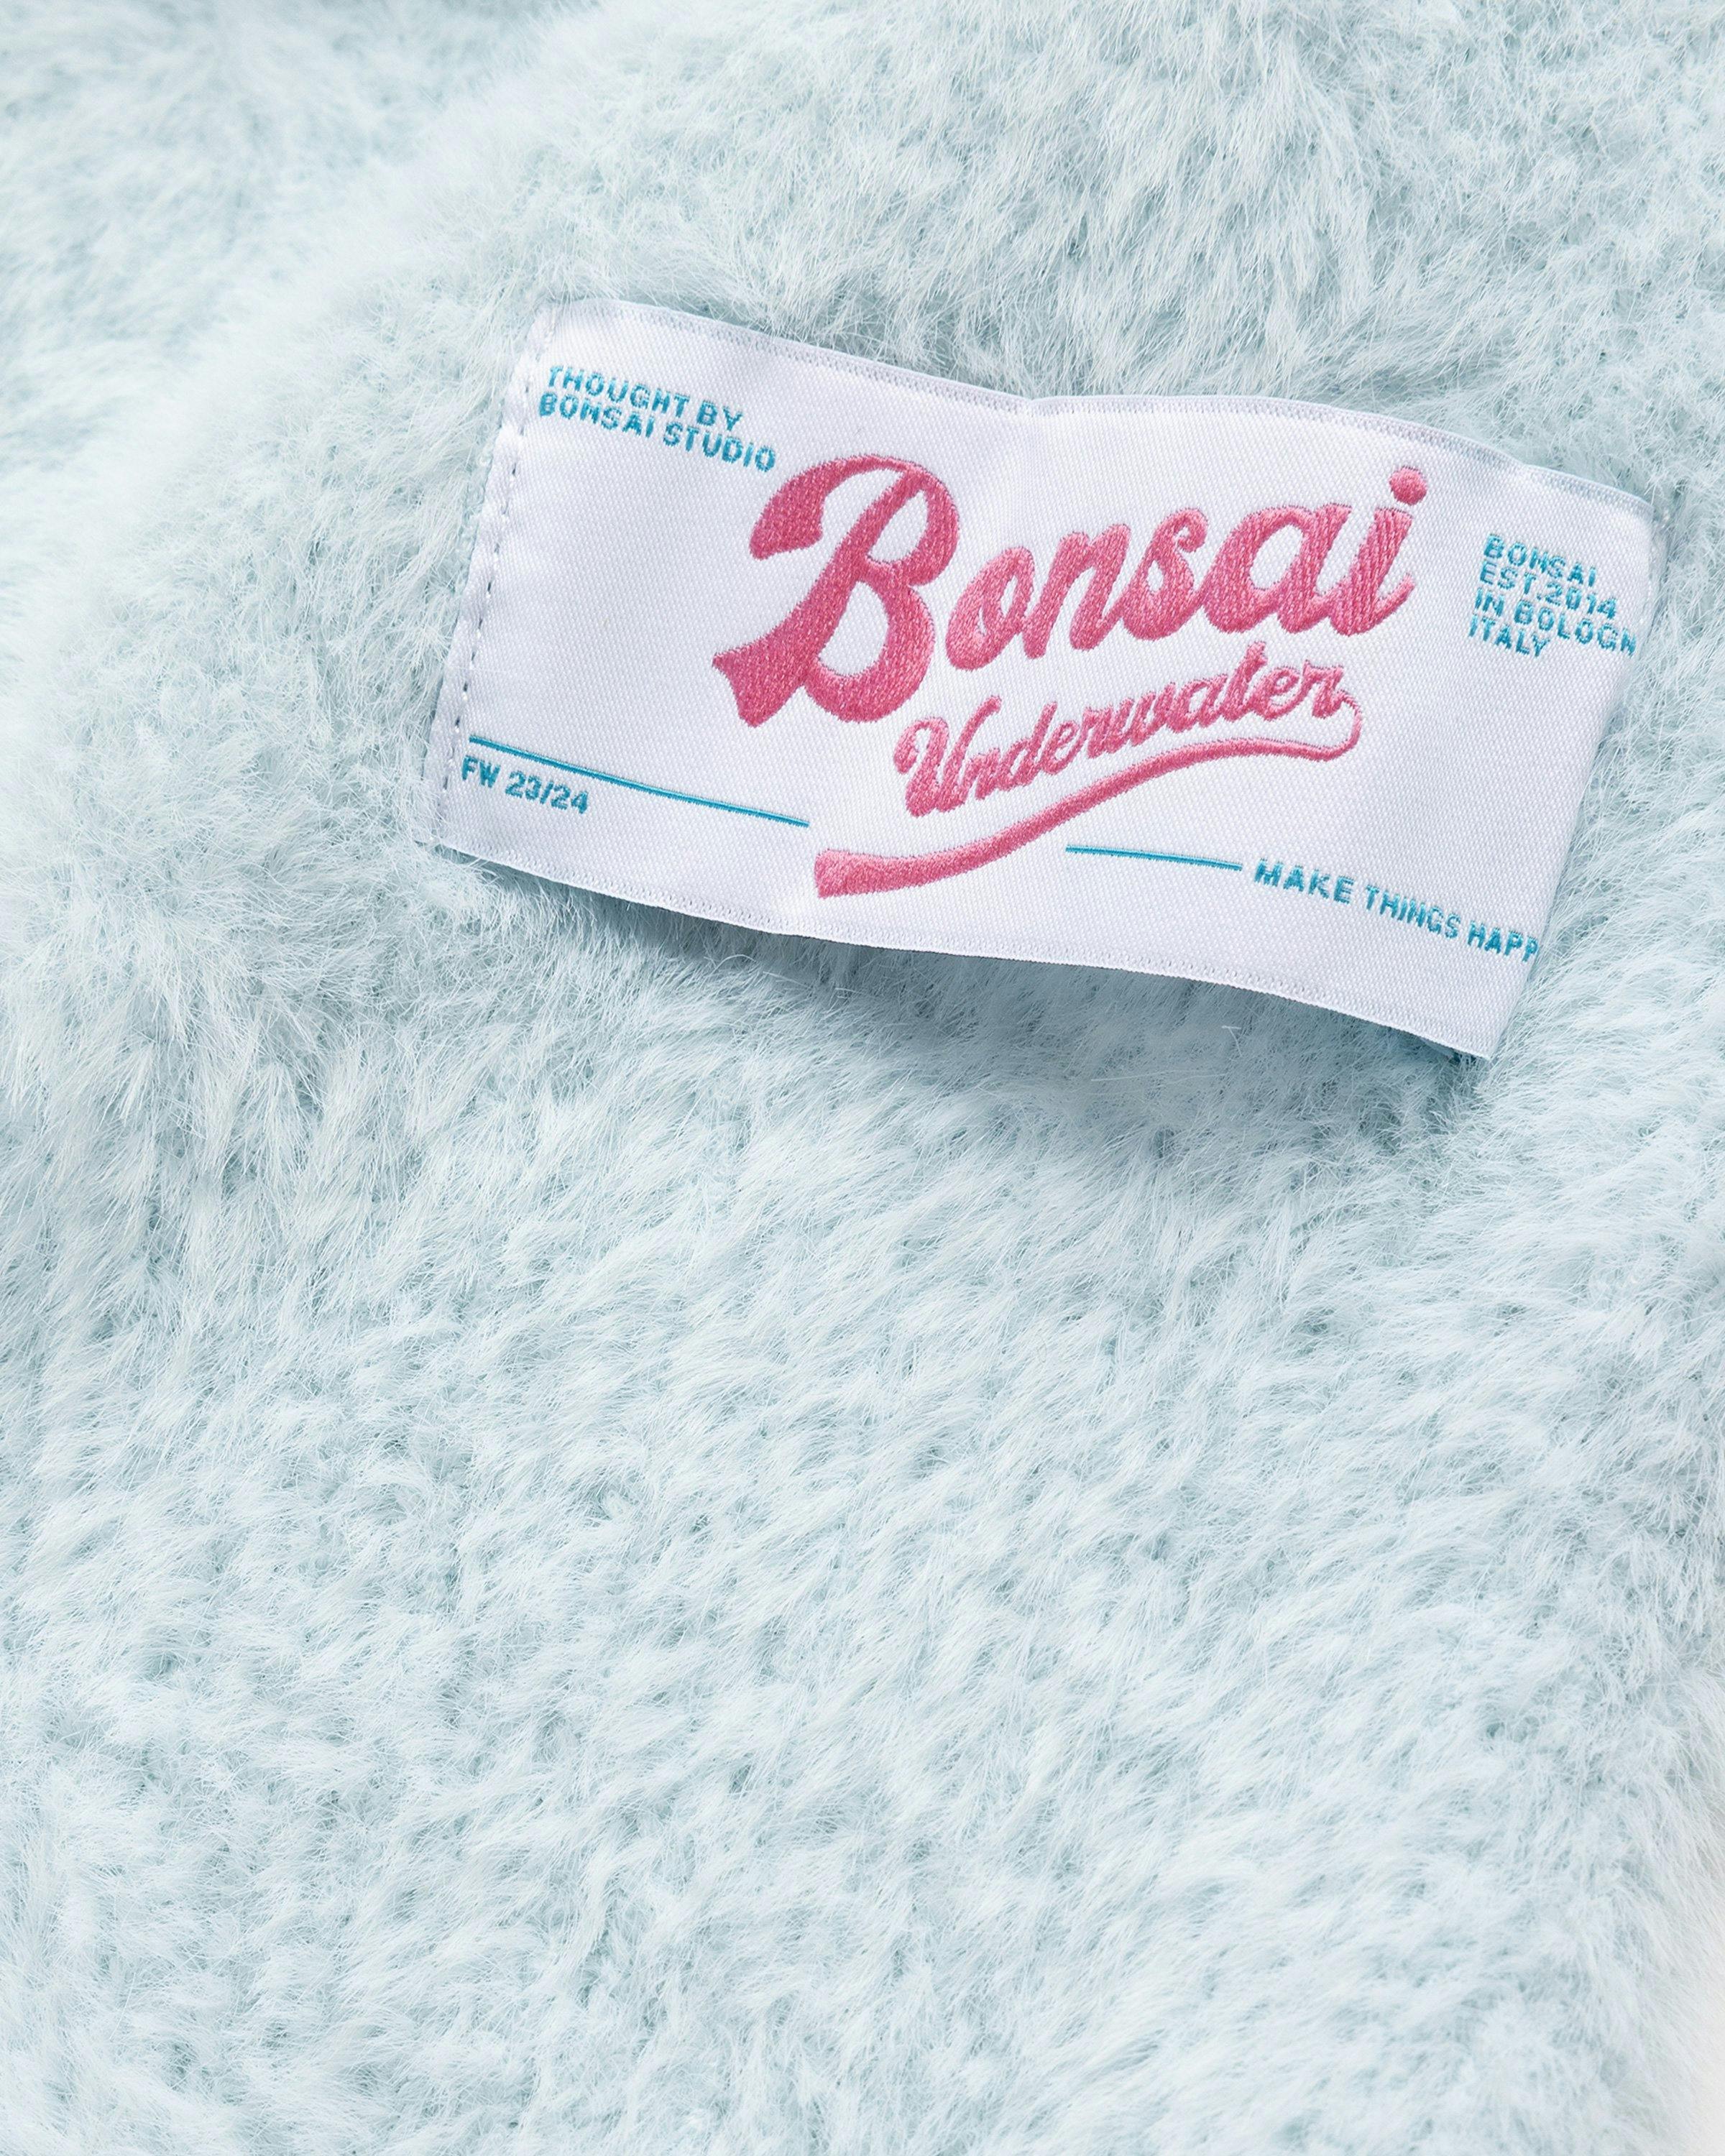 THOUGHT BY
BONSAI STUDIO
Bonsai
Underwater
BONSAI
EST.2014
IN BOLOGN
ITALY
FW 23/24
MAKE THINGS HAPP